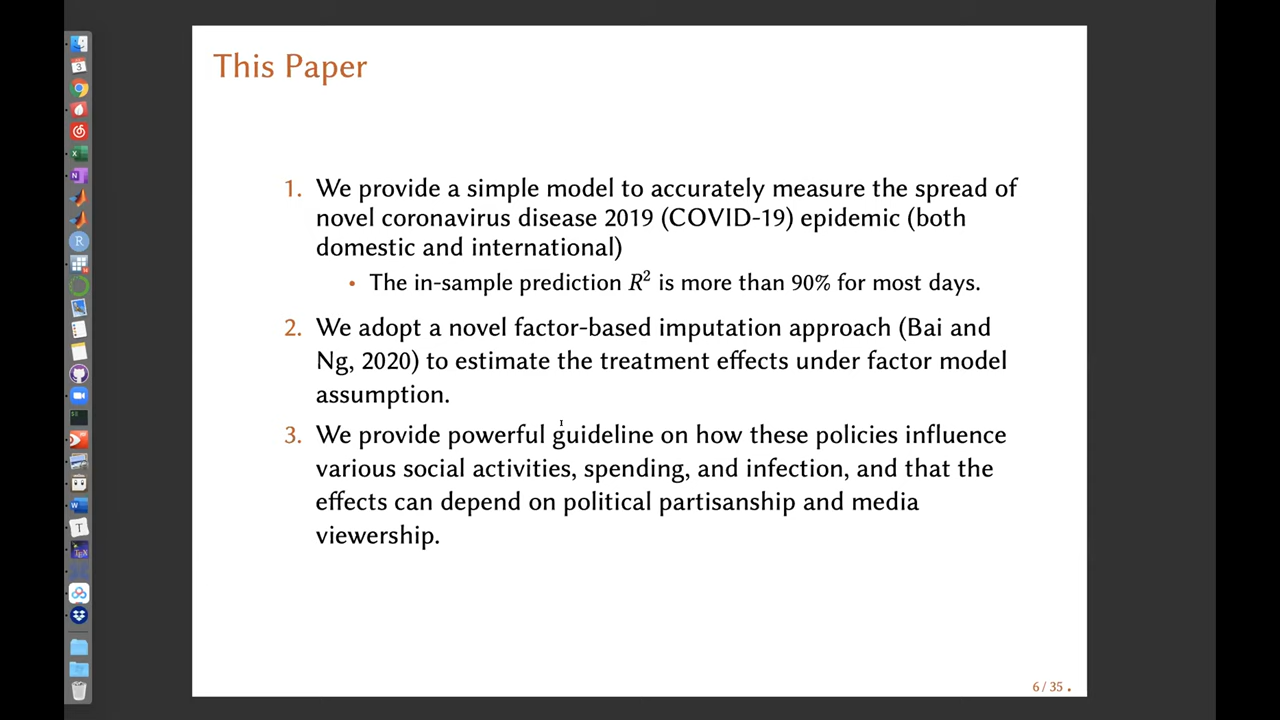 This Paper
1. We provide a simple model to accurately measure the spread of
novel coronavirus disease 2019 (COVID-19) epidemic (both
domestic and international)
• The in-sample prediction R² is more than 90% for most days.
2. We adopt a novel factor-based imputation approach (Bai and
Ng, 2020) to estimate the treatment effects under factor model
assumption.
3. We provide powerful guideline on how these policies influence
various social activities, spending, and infection, and that the
effects can depend on political partisanship and media
viewership.
6 / 35